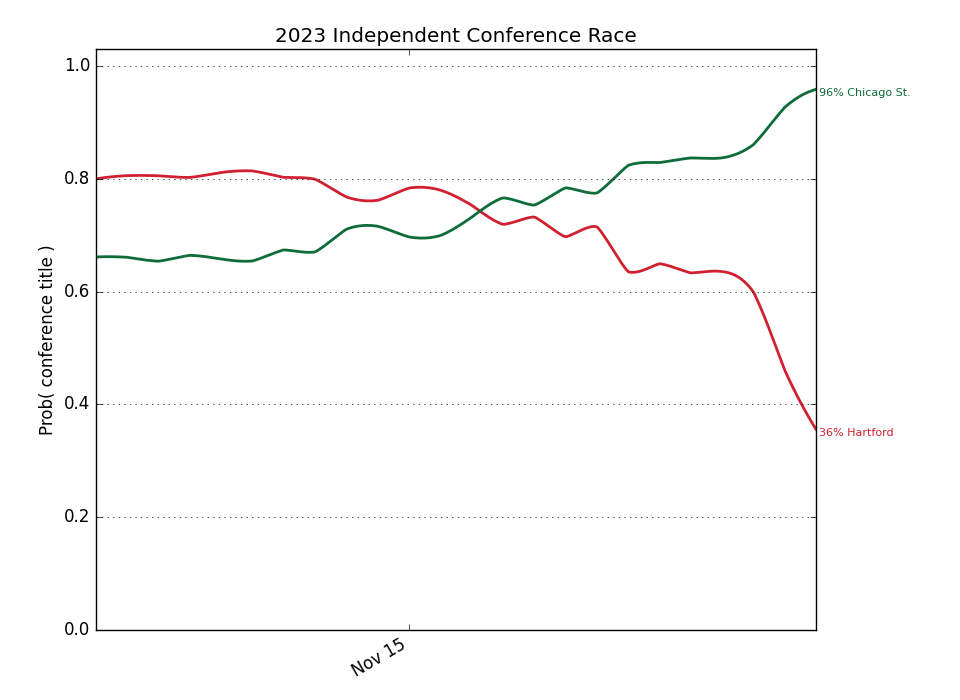 2023 Independent Conference Race
1.0
0.8
0.6
0.4
0.2
0.0
Prob( conference title )
Nov 15
96% Chicago St.
36% Hartford